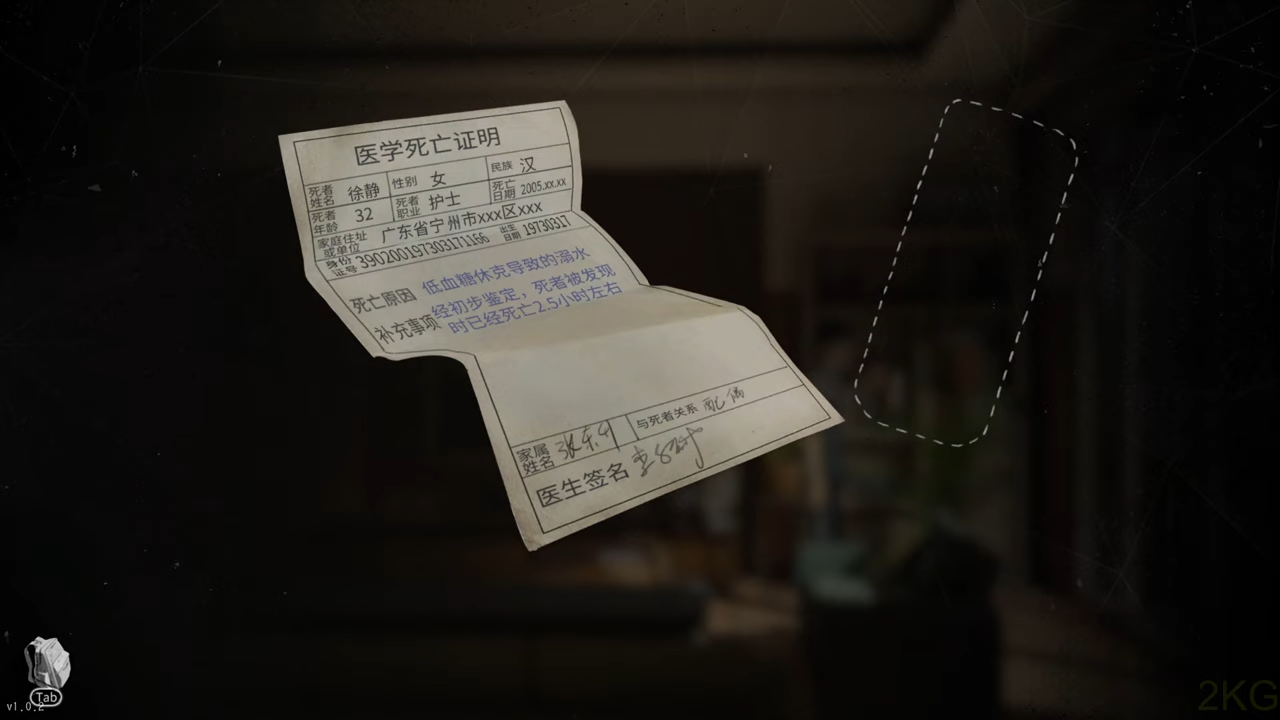 医学死亡证明
死者姓名 徐静 性别 女 民族 汉
死者年龄 32 死者职业 护士 死亡日期 2005.xx.xx
家庭住址或单位 广东省宁州市xxx区xxx
身份证号 390200197303171166 出生日期 19730317
死亡原因 低血糖休克导致的溺水
补充事项 经初步鉴定，死者被发现
时已经死亡2.5小时左右
家属姓名 与死者关系 配偶
医生签名
Tab
v1.0.2
2KG